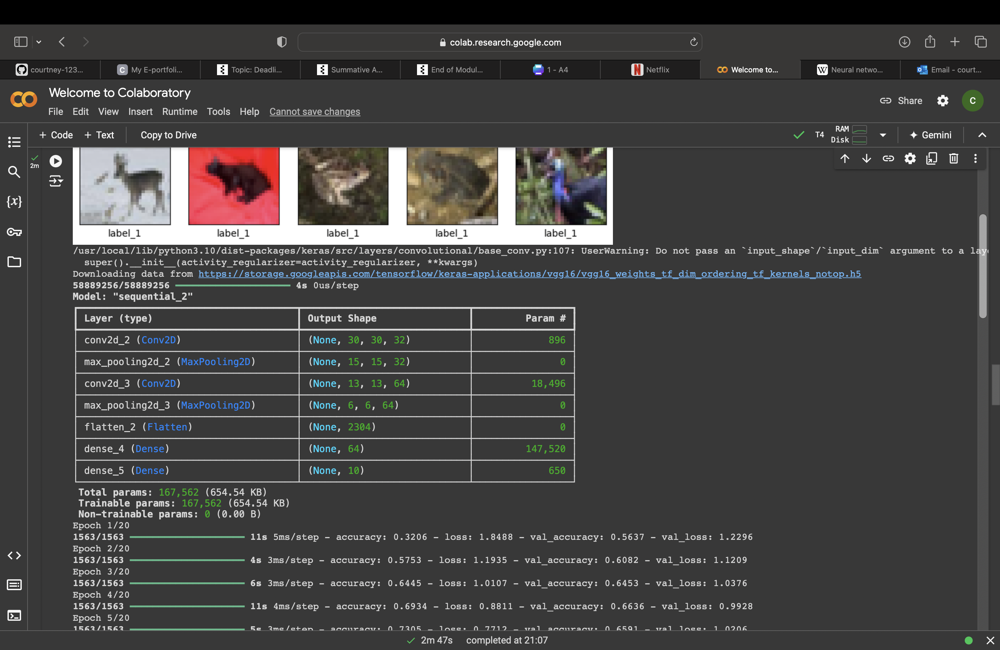 colab.research.google.com
courtney-123...
My E-portfoli...
Topic: Deadli...
Summative A...
End of Modul...
1 - A4
Netflix
Welcome to...
Neural netwo...
Email - court...
Welcome to Colaboratory
File Edit View Insert Runtime Tools Help Cannot save changes
Share
C
+ Code + Text Copy to Drive
T4 RAM Disk Gemini
2m
label_1 label_1 label_1 label_1 label_1
/usr/local/lib/python3.10/dist-packages/keras/src/layers/convolutional/base_conv.py:107: UserWarning: Do not pass an `input_shape`/`input_dim` argument to a lay
super().__init__(activity_regularizer=activity_regularizer, **kwargs)
Downloading data from https://storage.googleapis.com/tensorflow/keras-applications/vgg16/vgg16_weights_tf_dim_ordering_tf_kernels_notop.h5
58889256/58889256 4s 0us/step
Model: "sequential_2"
Layer (type) Output Shape Param #
conv2d_2 (Conv2D) (None, 30, 30, 32) 896
max_pooling2d_2 (MaxPooling2D) (None, 15, 15, 32) 0
conv2d_3 (Conv2D) (None, 13, 13, 64) 18,496
max_pooling2d_3 (MaxPooling2D) (None, 6, 6, 64) 0
flatten_2 (Flatten) (None, 2304) 0
dense_4 (Dense) (None, 64) 147,520
dense_5 (Dense) (None, 10) 650
Total params: 167,562 (654.54 KB)
Trainable params: 167,562 (654.54 KB)
Non-trainable params: 0 (0.00 B)
Epoch 1/20
1563/1563 11s 5ms/step - accuracy: 0.3206 - loss: 1.8488 - val_accuracy: 0.5637 - val_loss: 1.2296
Epoch 2/20
1563/1563 4s 3ms/step - accuracy: 0.5753 - loss: 1.1935 - val_accuracy: 0.6082 - val_loss: 1.1209
Epoch 3/20
1563/1563 6s 3ms/step - accuracy: 0.6445 - loss: 1.0107 - val_accuracy: 0.6453 - val_loss: 1.0376
Epoch 4/20
1563/1563 11s 4ms/step - accuracy: 0.6934 - loss: 0.8811 - val_accuracy: 0.6636 - val_loss: 0.9928
Epoch 5/20
1563/1563 5s 3ms/step - accuracy: 0.7305 - loss: 0.7712 - val_accuracy: 0.6591 - val_loss: 1.0206
2m 47s completed at 21:07